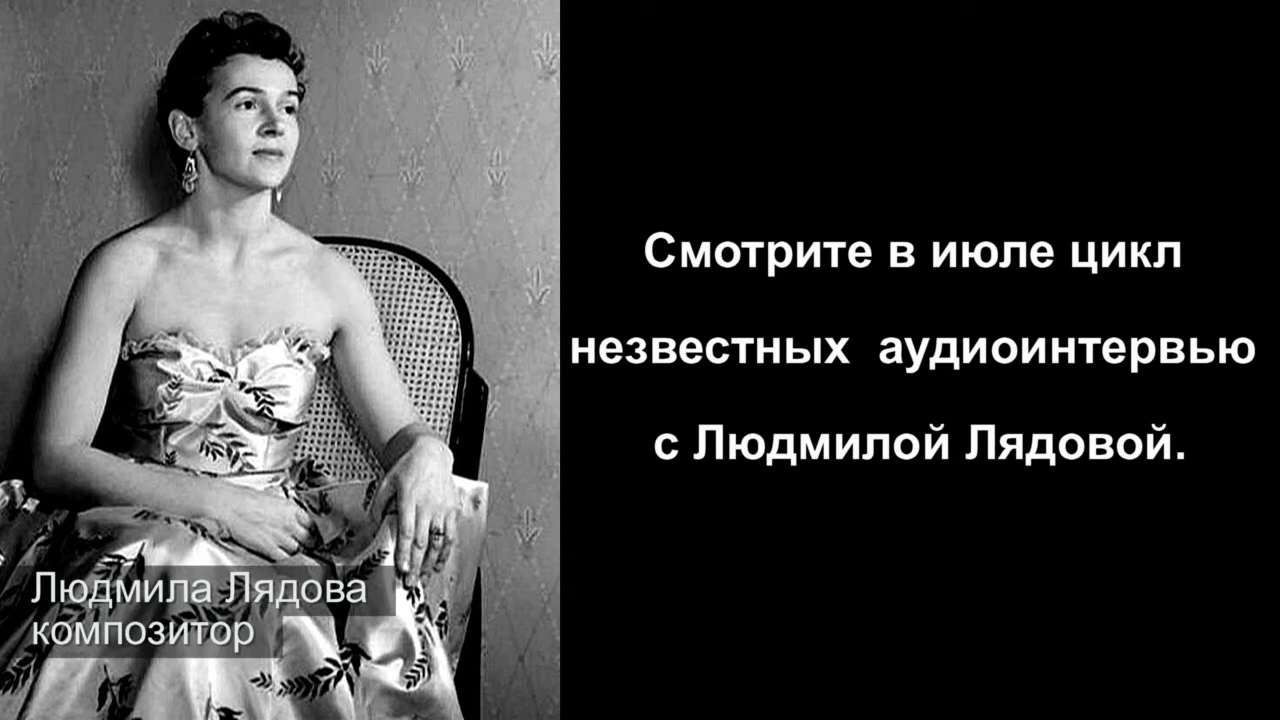 Смотрите в июле цикл
незвестных аудиоинтервью
с Людмилой Лядовой.
Людмила Лядова
композитор